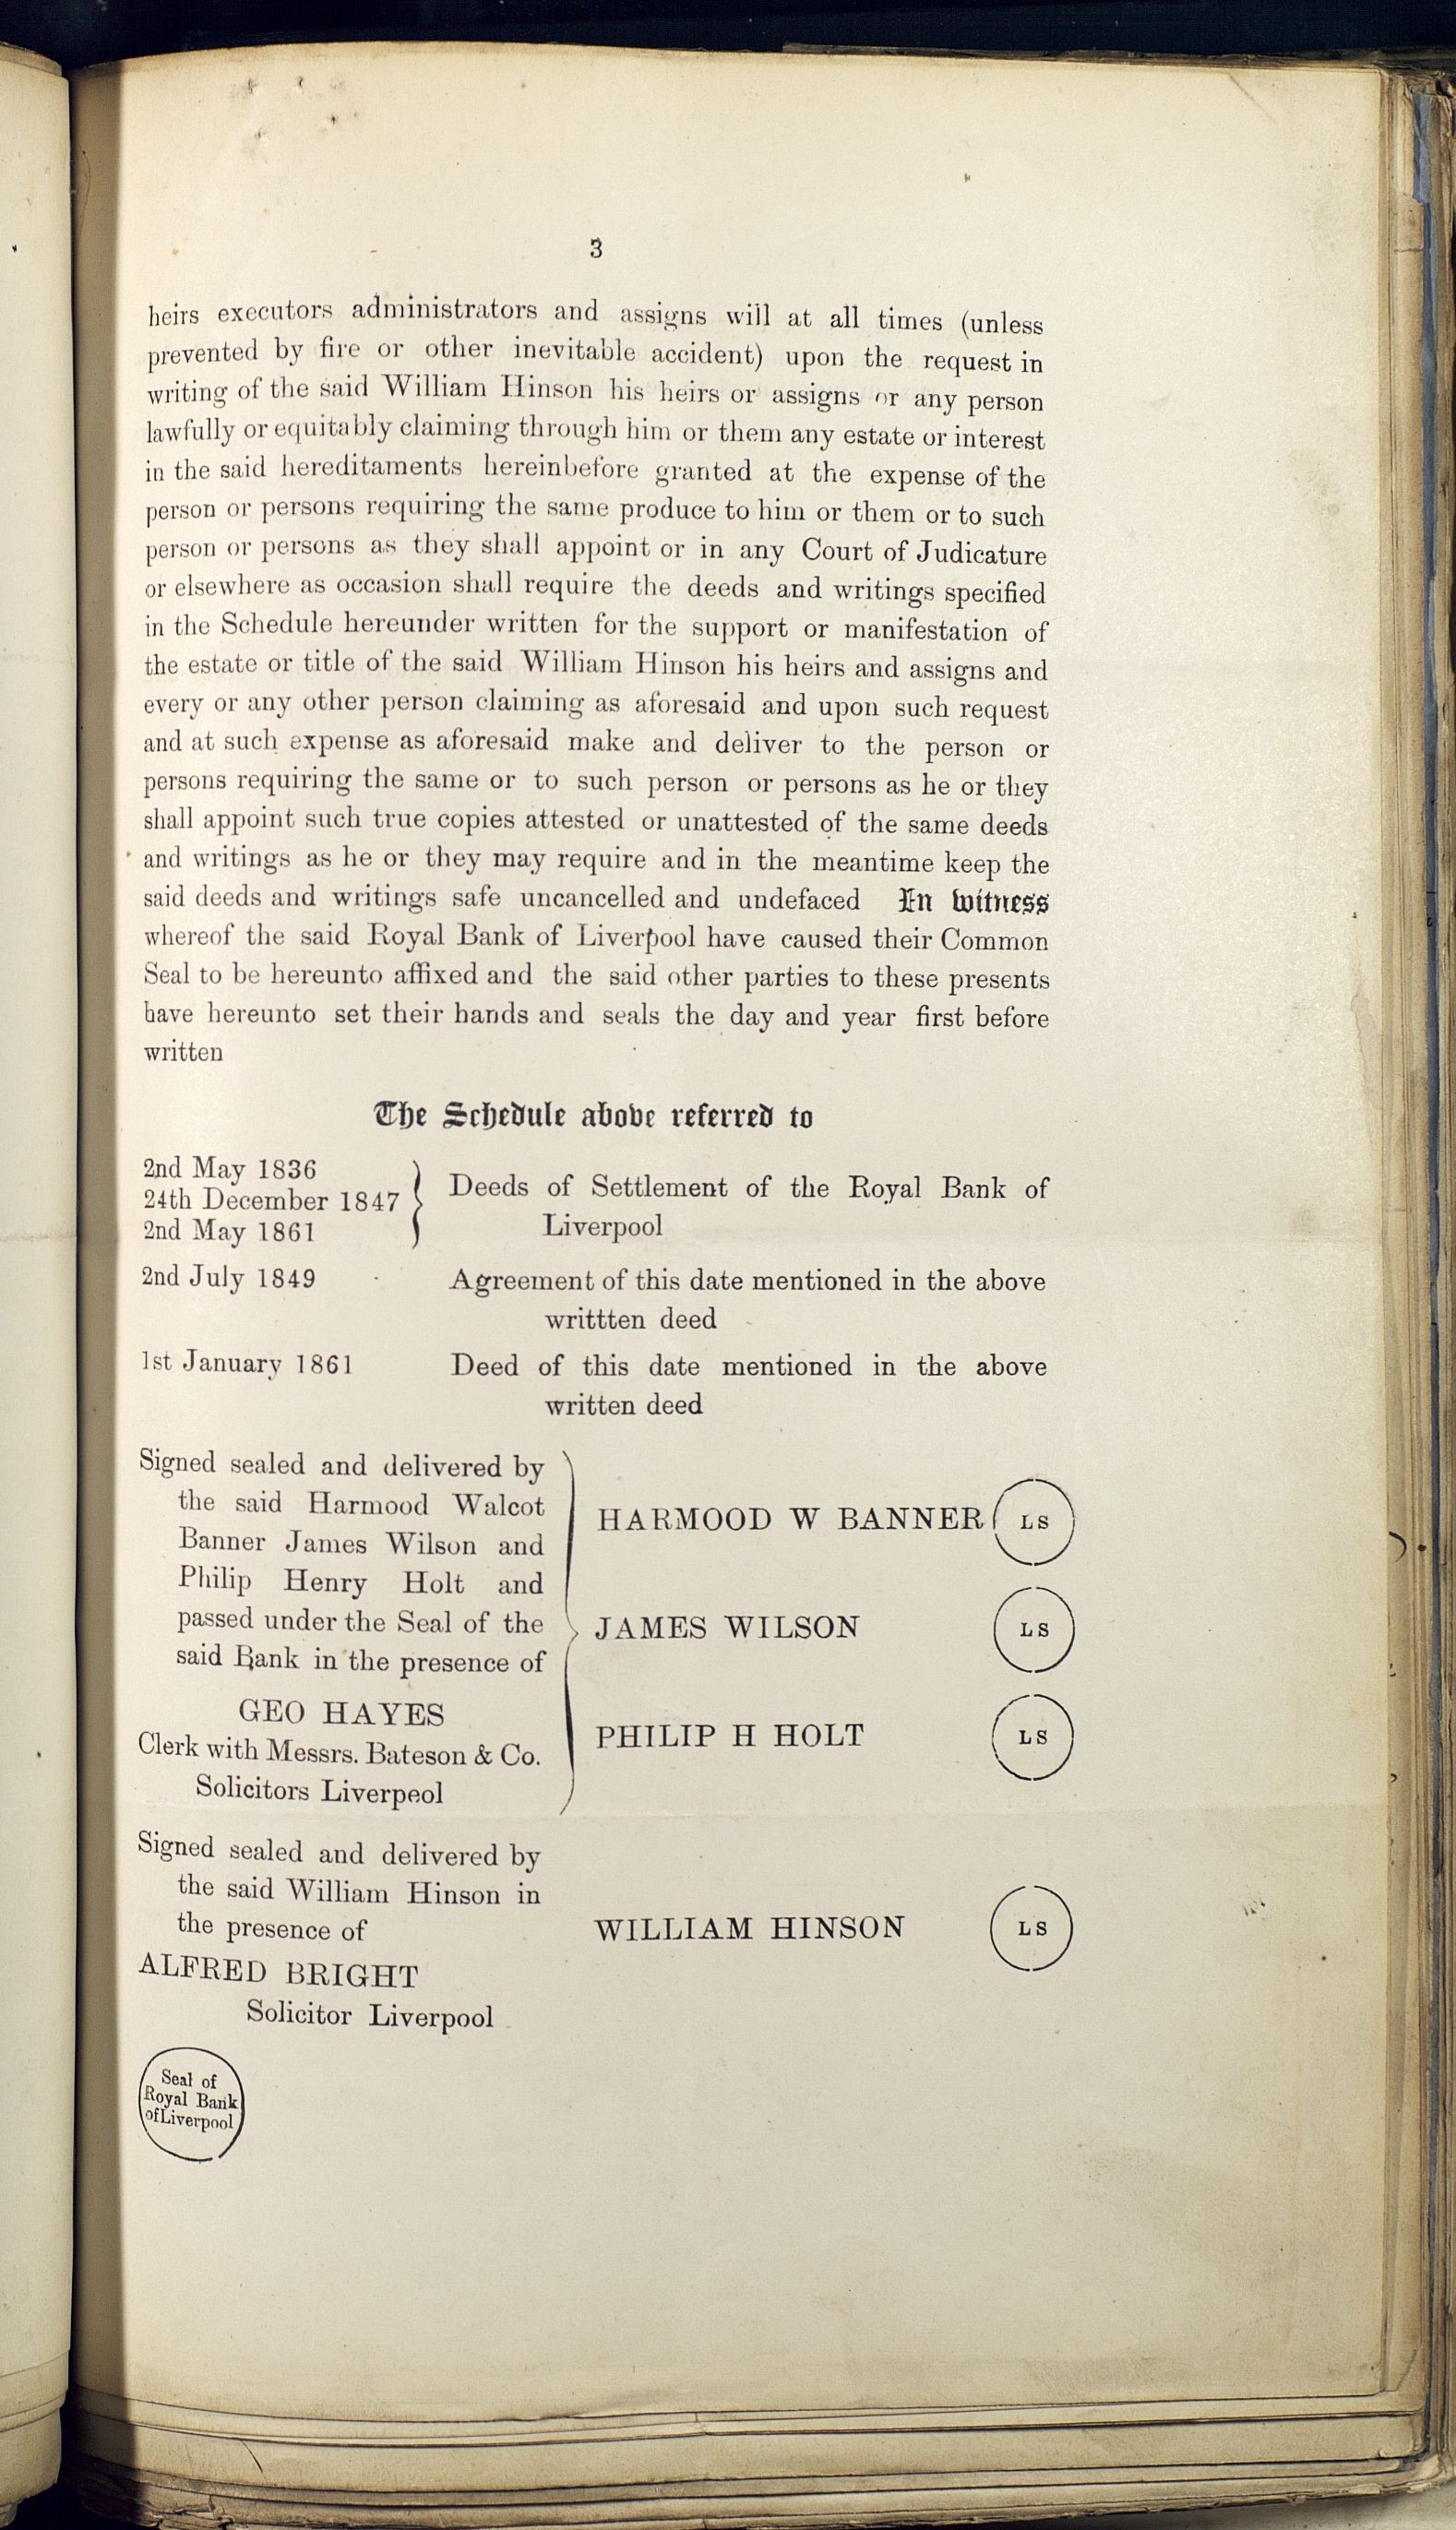 3
heirs executors administrators and assigns will at all times (unless
prevented by fire or other inevitable accident) upon the request in
writing of the said William Hinson his heirs or assigns or any person
lawfully or equitably claiming through him or them any estate or interest
in the said hereditaments hereinbefore granted at the expense of the
person or persons requiring the same produce to him or them or to such
person or persons as they shall appoint or in any Court of Judicature
or elsewhere as occasion shall require the deeds and writings specified
in the Schedule hereunder written for the support or manifestation of
the estate or title of the said William Hinson his heirs and assigns and
every or any other person claiming as aforesaid and upon such request
and at such expense as aforesaid make and deliver to the person or
persons requiring the same or to such person or persons as he or they
shall appoint such true copies attested or unattested of the same deeds
and writings as he or they may require and in the meantime keep the
said deeds and writings safe uncancelled and undefaced In witness
whereof the said Royal Bank of Liverpool have caused their Common
Seal to be hereunto affixed and the said other parties to these presents
have hereunto set their hands and seals the day and year first before
written
The Schedule above referred to
2nd May 1836
24th December 1847
2nd May 1861
Deeds of Settlement of the Royal Bank of
Liverpool
2nd July 1849 Agreement of this date mentioned in the above
writtten deed
1st January 1861 Deed of this date mentioned in the above
written deed
Signed sealed and delivered by
the said Harmood Walcot
Banner James Wilson and
Philip Henry Holt and
passed under the Seal of the
said Bank in the presence of
GEO HAYES
Clerk with Messrs. Bateson & Co.
Solicitors Liverpool
HARMOOD W BANNER LS
JAMES WILSON LS
PHILIP H HOLT LS
Signed sealed and delivered by
the said William Hinson in
the presence of
ALFRED BRIGHT
Solicitor Liverpool
WILLIAM HINSON LS
Seal of
Royal Bank
of Liverpool